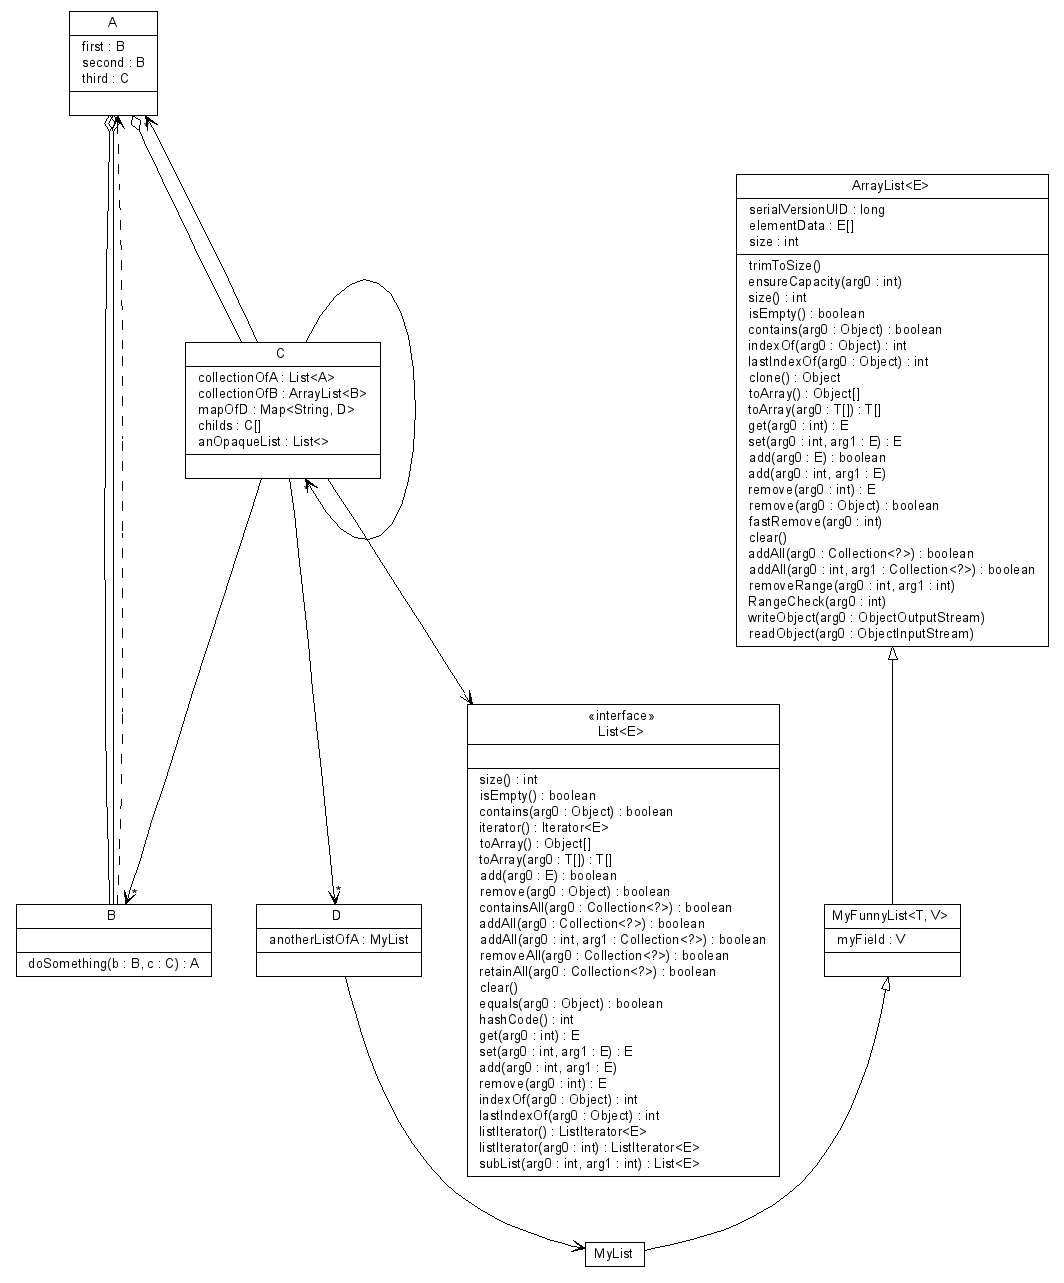 A
first : B
second : B
third : C
*
ArrayList<E>
serialVersionUID : long
elementData : E[]
size : int
trimToSize()
ensureCapacity(arg0 : int)
size() : int
isEmpty() : boolean
contains(arg0 : Object) : boolean
indexOf(arg0 : Object) : int
lastIndexOf(arg0 : Object) : int
clone() : Object
toArray() : Object[]
toArray(arg0 : T[]) : T[]
get(arg0 : int) : E
set(arg0 : int, arg1 : E) : E
add(arg0 : E) : boolean
add(arg0 : int, arg1 : E)
remove(arg0 : int) : E
remove(arg0 : Object) : boolean
fastRemove(arg0 : int)
clear()
addAll(arg0 : Collection<?>) : boolean
addAll(arg0 : int, arg1 : Collection<?>) : boolean
removeRange(arg0 : int, arg1 : int)
RangeCheck(arg0 : int)
writeObject(arg0 : ObjectOutputStream)
readObject(arg0 : ObjectInputStream)
C
collectionOfA : List<A>
collectionOfB : ArrayList<B>
mapOfD : Map<String, D>
childs : C[]
anOpaqueList : List<>
*
«interface»
List<E>
size() : int
isEmpty() : boolean
contains(arg0 : Object) : boolean
iterator() : Iterator<E>
toArray() : Object[]
toArray(arg0 : T[]) : T[]
add(arg0 : E) : boolean
remove(arg0 : Object) : boolean
containsAll(arg0 : Collection<?>) : boolean
addAll(arg0 : Collection<?>) : boolean
addAll(arg0 : int, arg1 : Collection<?>) : boolean
removeAll(arg0 : Collection<?>) : boolean
retainAll(arg0 : Collection<?>) : boolean
clear()
equals(arg0 : Object) : boolean
hashCode() : int
get(arg0 : int) : E
set(arg0 : int, arg1 : E) : E
add(arg0 : int, arg1 : E)
remove(arg0 : int) : E
indexOf(arg0 : Object) : int
lastIndexOf(arg0 : Object) : int
listIterator() : ListIterator<E>
listIterator(arg0 : int) : ListIterator<E>
subList(arg0 : int, arg1 : int) : List<E>
*
B
doSomething(b : B, c : C) : A
*
D
anotherListOfA : MyList
MyFunnyList<T, V>
myField : V
MyList